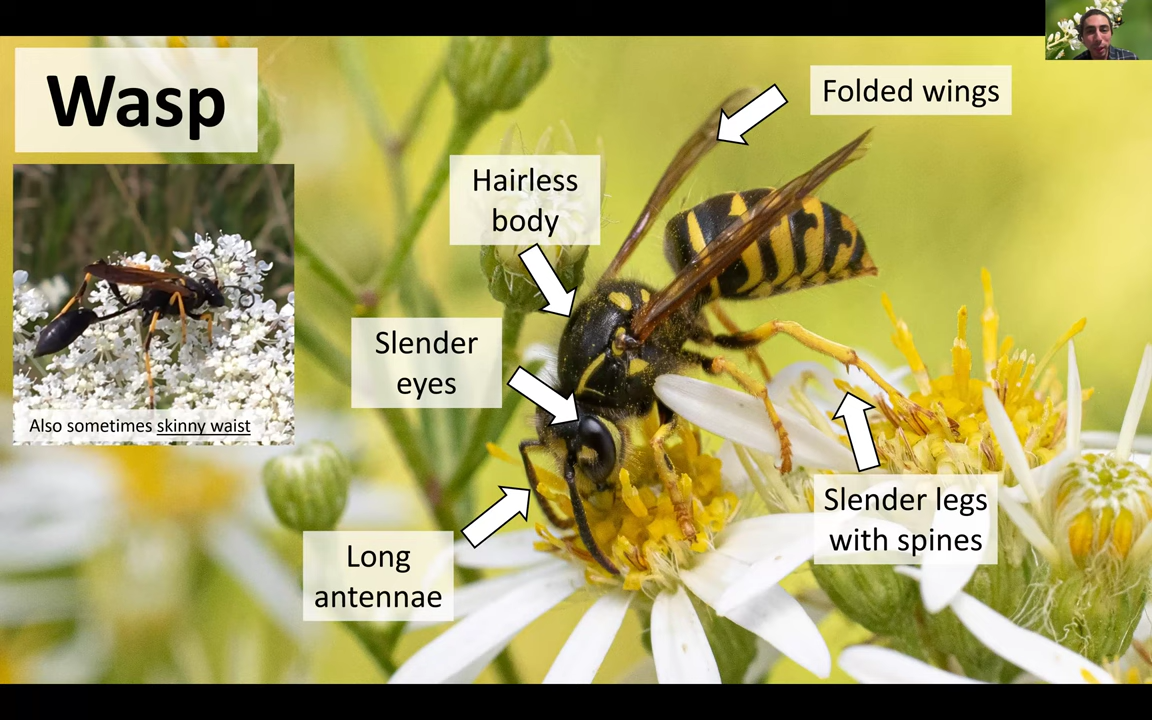 Wasp
Folded wings
Hairless
body
Slender
eyes
Also sometimes skinny waist
Slender legs
with spines
Long
antennae